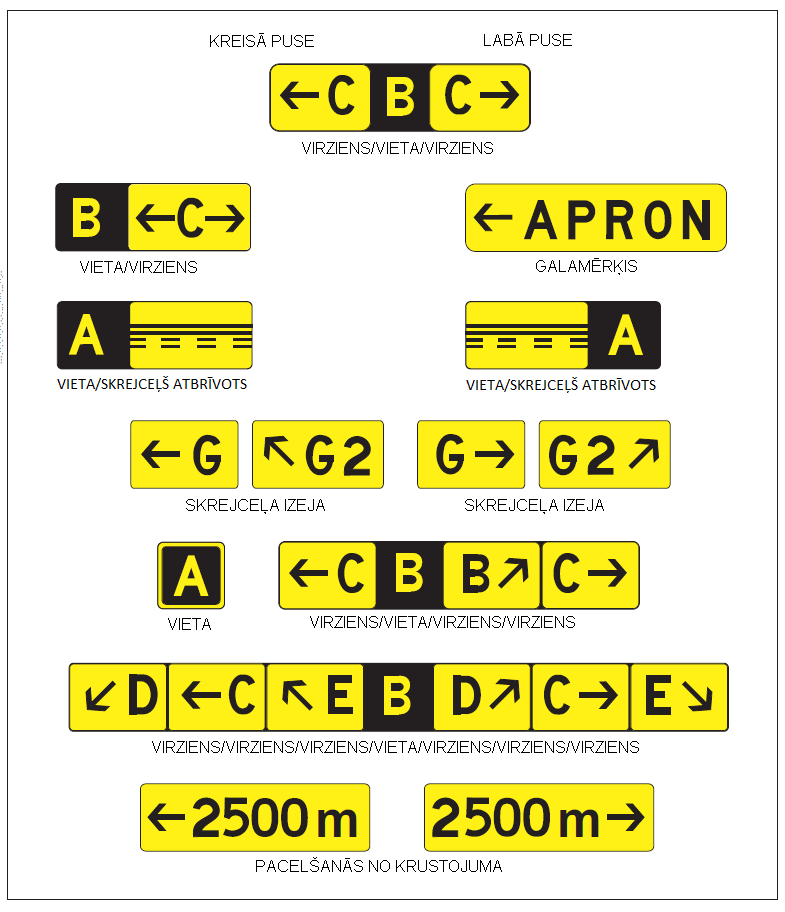 KREISĀ PUSE LABĀ PUSE
←C B C→
VIRZIENS/VIETA/VIRZIENS
B ←C→ ←APRON
VIETA/VIRZIENS GALAMĒRĶIS
A A
VIETA/SKREJCEĻŠ ATBRĪVOTS VIETA/SKREJCEĻŠ ATBRĪVOTS
←G ↖G2 G→ G2↗
SKREJCEĻA IZEJA SKREJCEĻA IZEJA
A ←C B B↗ C→
VIETA VIRZIENS/VIETA/VIRZIENS/VIRZIENS
↙D ←C ↖E B D↗ C→ E↘
VIRZIENS/VIRZIENS/VIRZIENS/VIETA/VIRZIENS/VIRZIENS/VIRZIENS
←2500 m 2500 m→
PACELŠANĀS NO KRUSTOJUMA